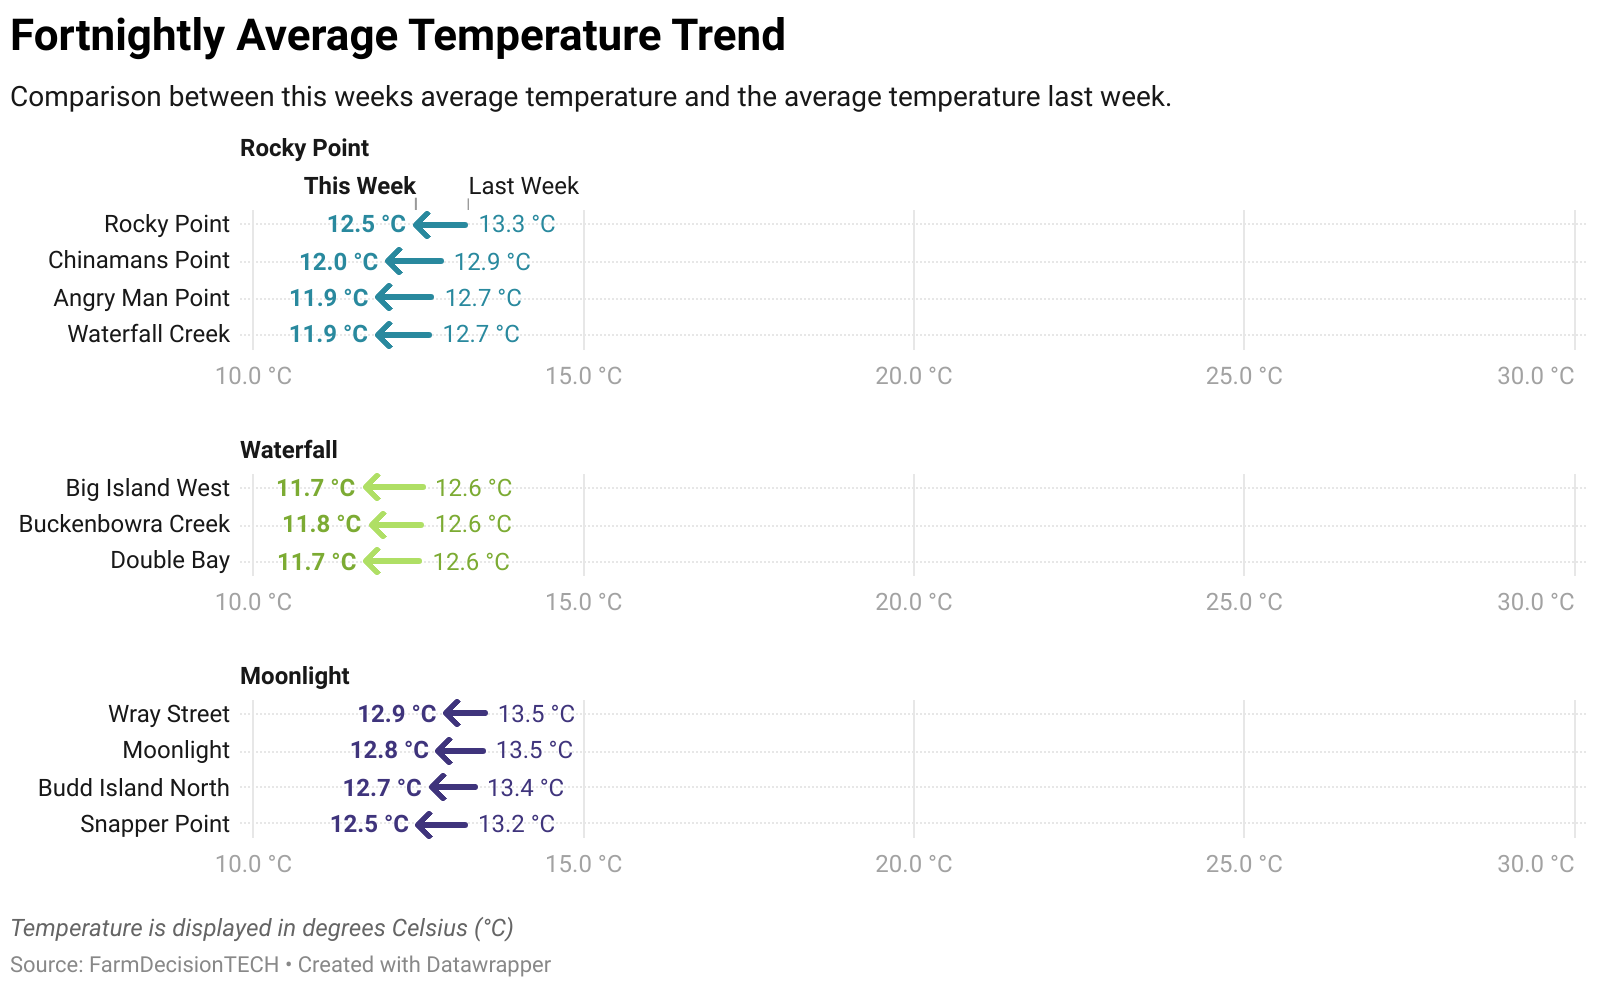 Fortnightly Average Temperature Trend
Comparison between this weeks average temperature and the average temperature last week.
Rocky Point
This Week Last Week
Rocky Point 12.5 °C 13.3 °C
Chinamans Point 12.0 °C 12.9 °C
Angry Man Point 11.9 °C 12.7 °C
Waterfall Creek 11.9 °C 12.7 °C
10.0 °C 15.0 °C 20.0 °C 25.0 °C 30.0 °C
Waterfall
Big Island West 11.7 °C 12.6 °C
Buckenbowra Creek 11.8 °C 12.6 °C
Double Bay 11.7 °C 12.6 °C
10.0 °C 15.0 °C 20.0 °C 25.0 °C 30.0 °C
Moonlight
Wray Street 12.9 °C 13.5 °C
Moonlight 12.8 °C 13.5 °C
Budd Island North 12.7 °C 13.4 °C
Snapper Point 12.5 °C 13.2 °C
10.0 °C 15.0 °C 20.0 °C 25.0 °C 30.0 °C
Temperature is displayed in degrees Celsius (°C)
Source: FarmDecisionTECH • Created with Datawrapper